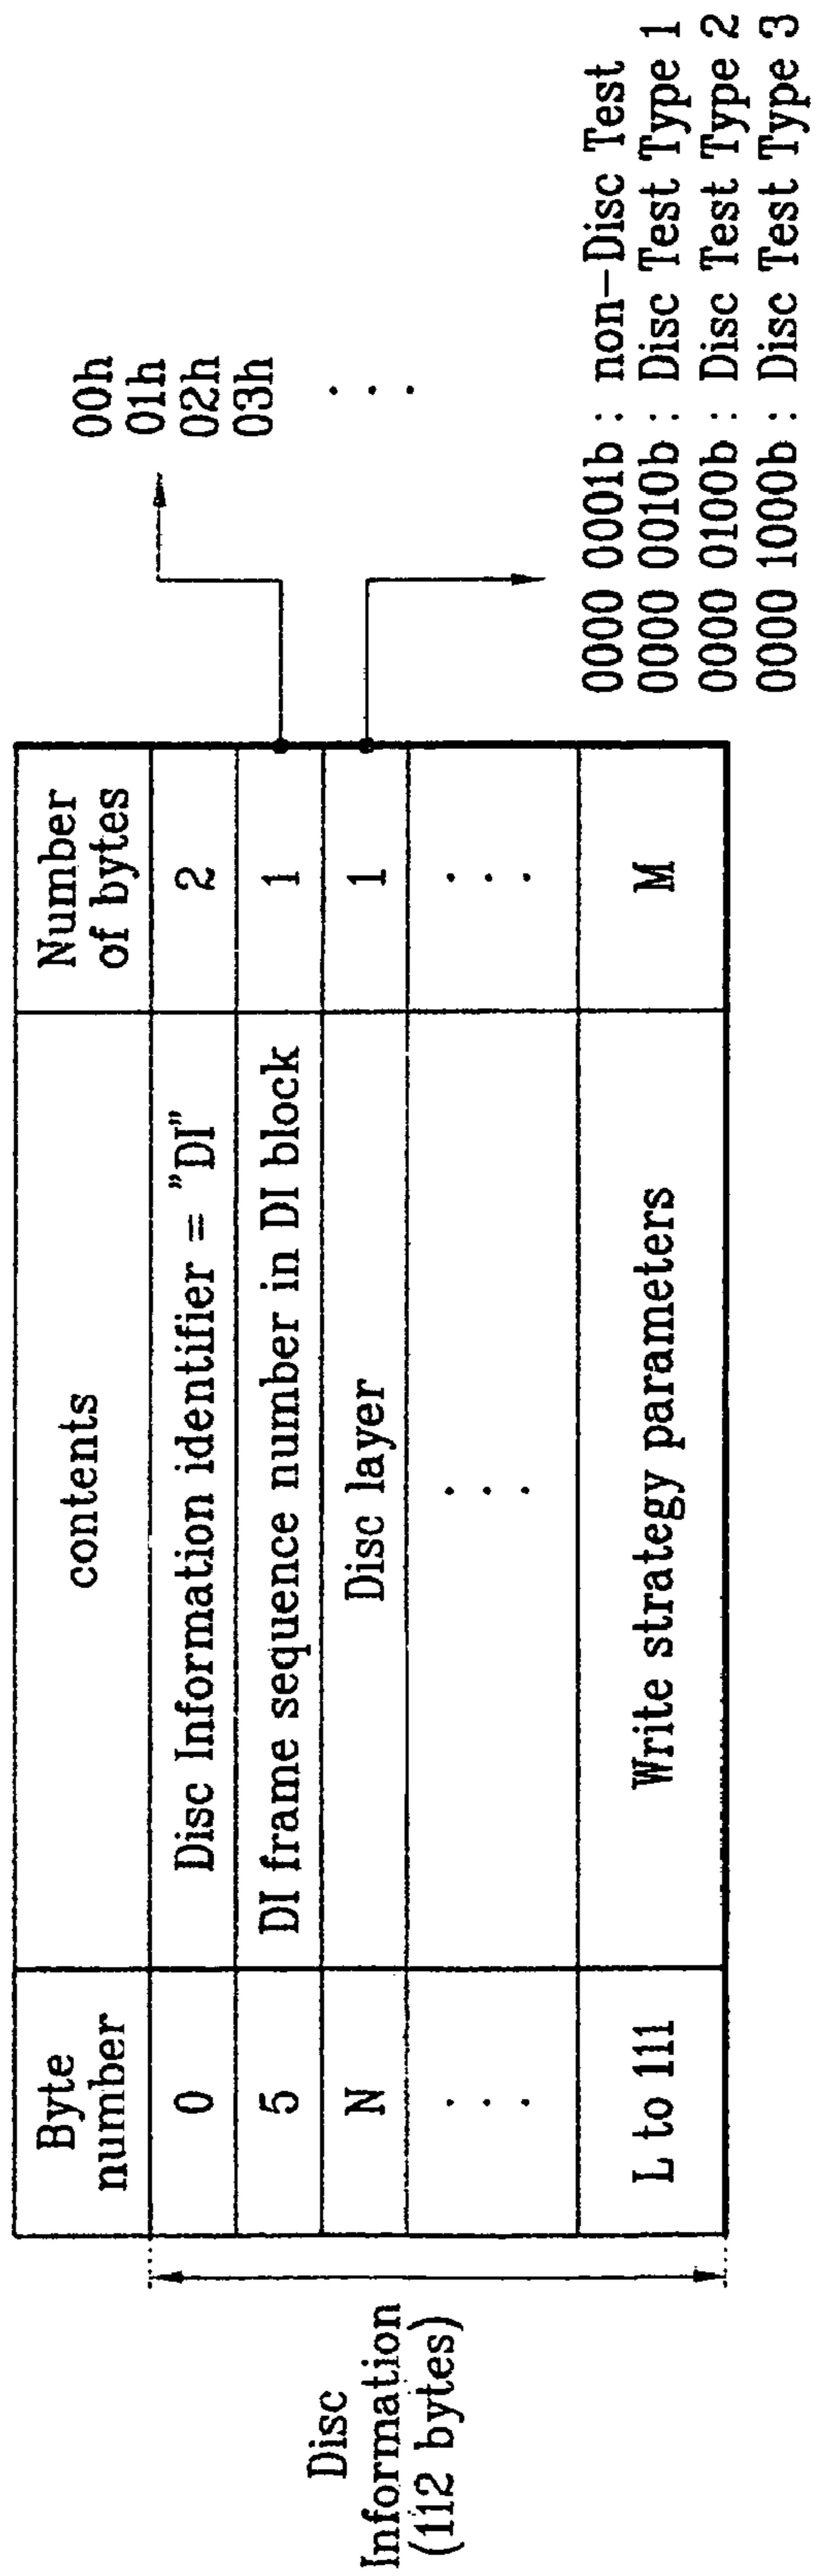 Disc
Information
(112 bytes)
Byte
number
contents
Number
of bytes
0
Disc Information identifier = "DI"
2
5
DI frame sequence number in DI block
1
N
Disc layer
1
. . .
. . .
. . .
L to 111
Write strategy parameters
M
00h
01h
02h
03h
. . .
0000 0001b : non-Disc Test
0000 0010b : Disc Test Type 1
0000 0100b : Disc Test Type 2
0000 1000b : Disc Test Type 3